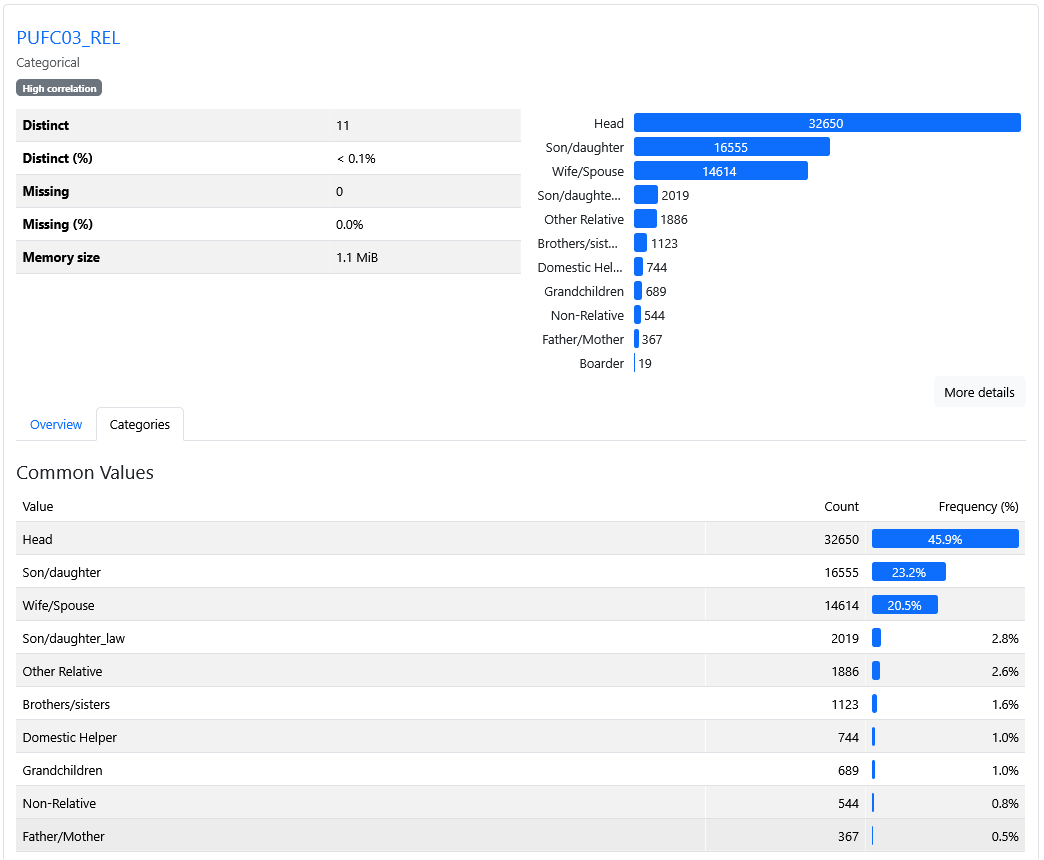 PUFC03_REL
Categorical
High correlation
Distinct 11
Distinct (%) < 0.1%
Missing 0
Missing (%) 0.0%
Memory size 1.1 MiB
Head 32650
Son/daughter 16555
Wife/Spouse 14614
Son/daughte... 2019
Other Relative 1886
Brothers/sist... 1123
Domestic Hel... 744
Grandchildren 689
Non-Relative 544
Father/Mother 367
Boarder 19
More details
Overview Categories
Common Values
Value Count Frequency (%)
Head 32650 45.9%
Son/daughter 16555 23.2%
Wife/Spouse 14614 20.5%
Son/daughter_law 2019 2.8%
Other Relative 1886 2.6%
Brothers/sisters 1123 1.6%
Domestic Helper 744 1.0%
Grandchildren 689 1.0%
Non-Relative 544 0.8%
Father/Mother 367 0.5%